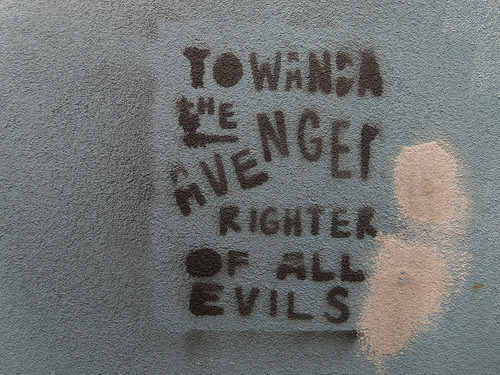 TOWANDA
THE
AVENGER
RIGHTER
OF ALL
EVILS